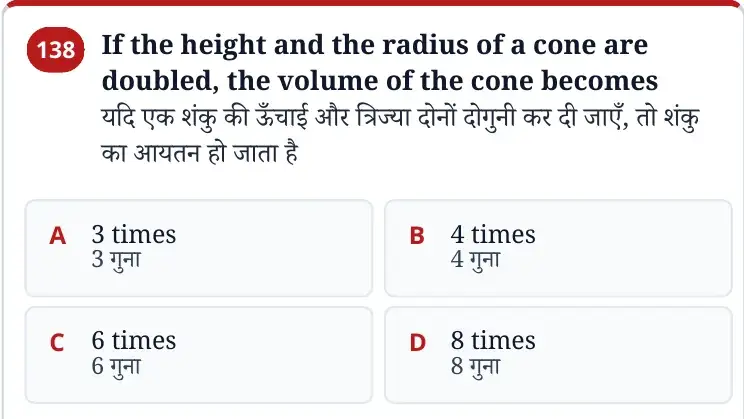 138 If the height and the radius of a cone are
doubled, the volume of the cone becomes
यदि एक शंकु की ऊँचाई और त्रिज्या दोनों दोगुनी कर दी जाएँ, तो शंकु
का आयतन हो जाता है
A 3 times
3 गुना
B 4 times
4 गुना
C 6 times
6 गुना
D 8 times
8 गुना